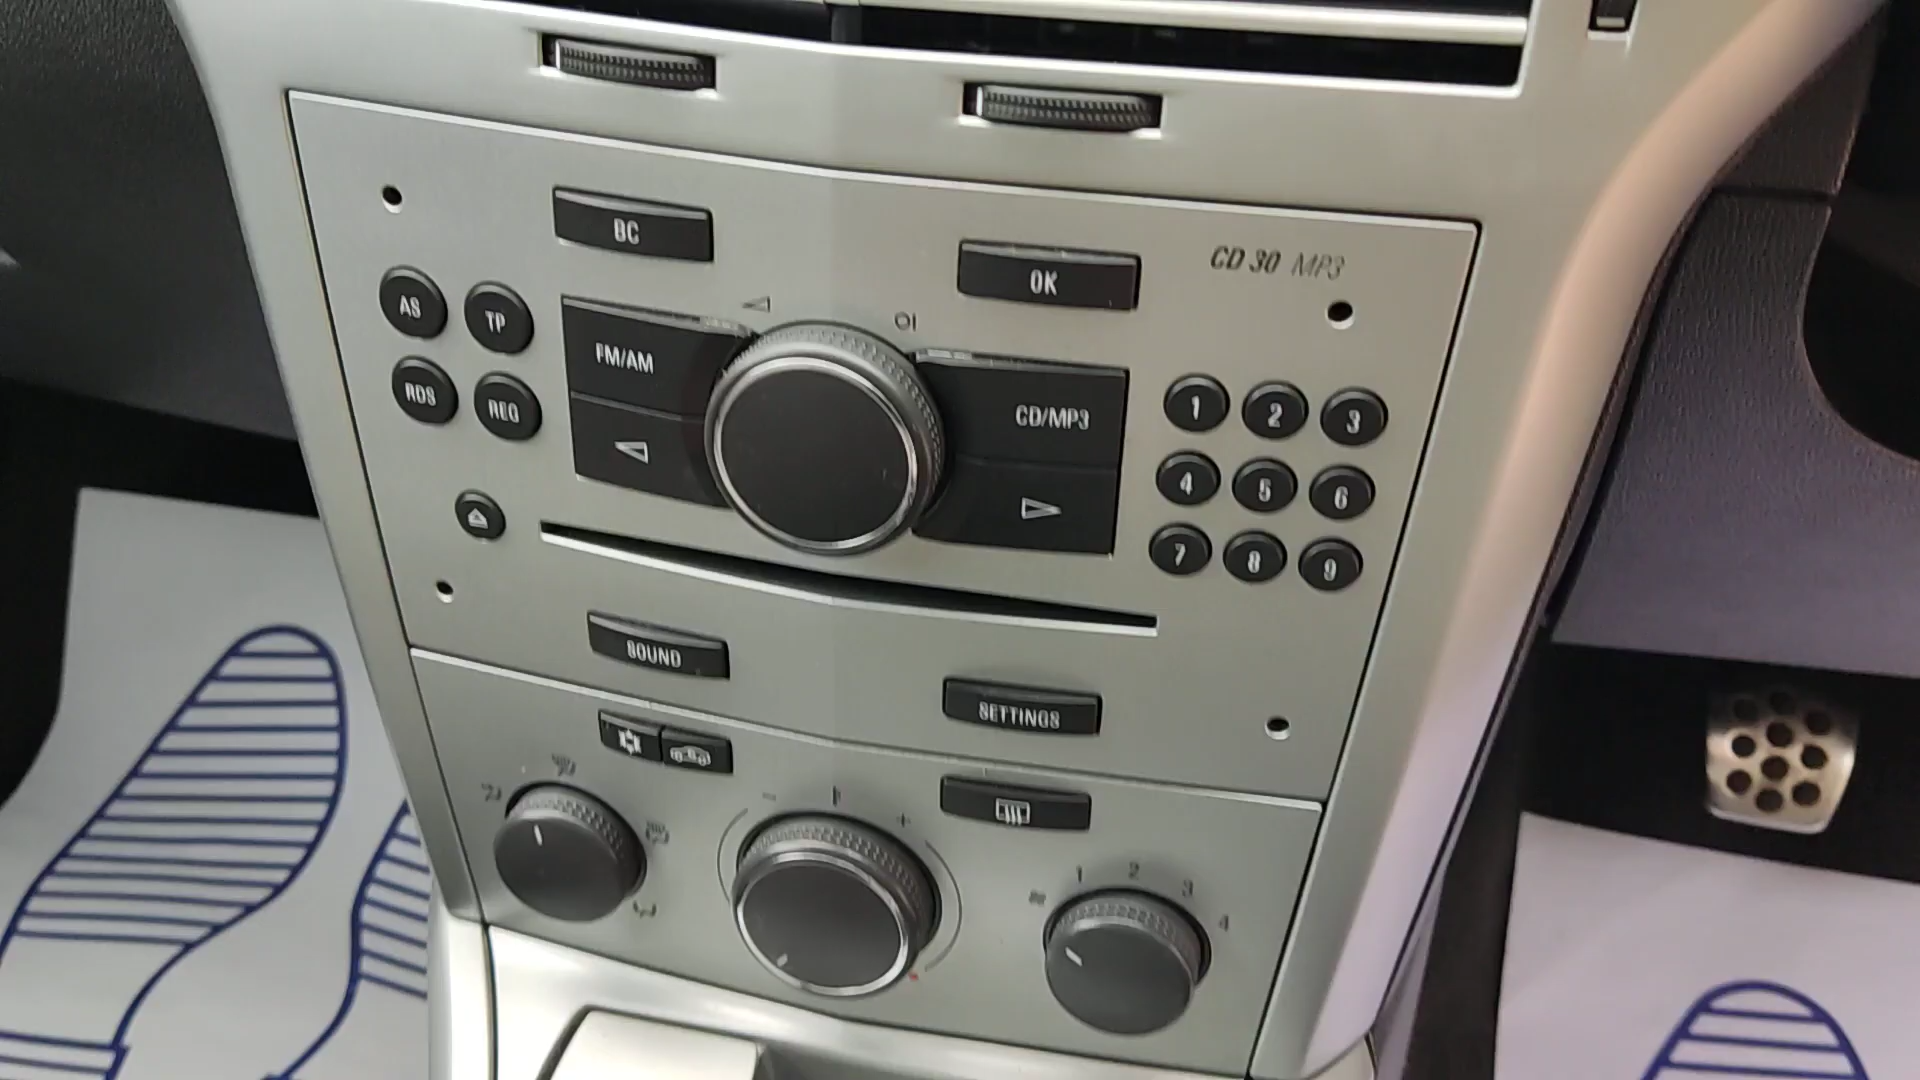 BC
OK
CD 30 MP3
AS
TP
FM/AM
RDS
REG
CD/MP3
1 2 3
4 5 6
7 8 9
SOUND
SETTINGS
- +
1 2 3 4